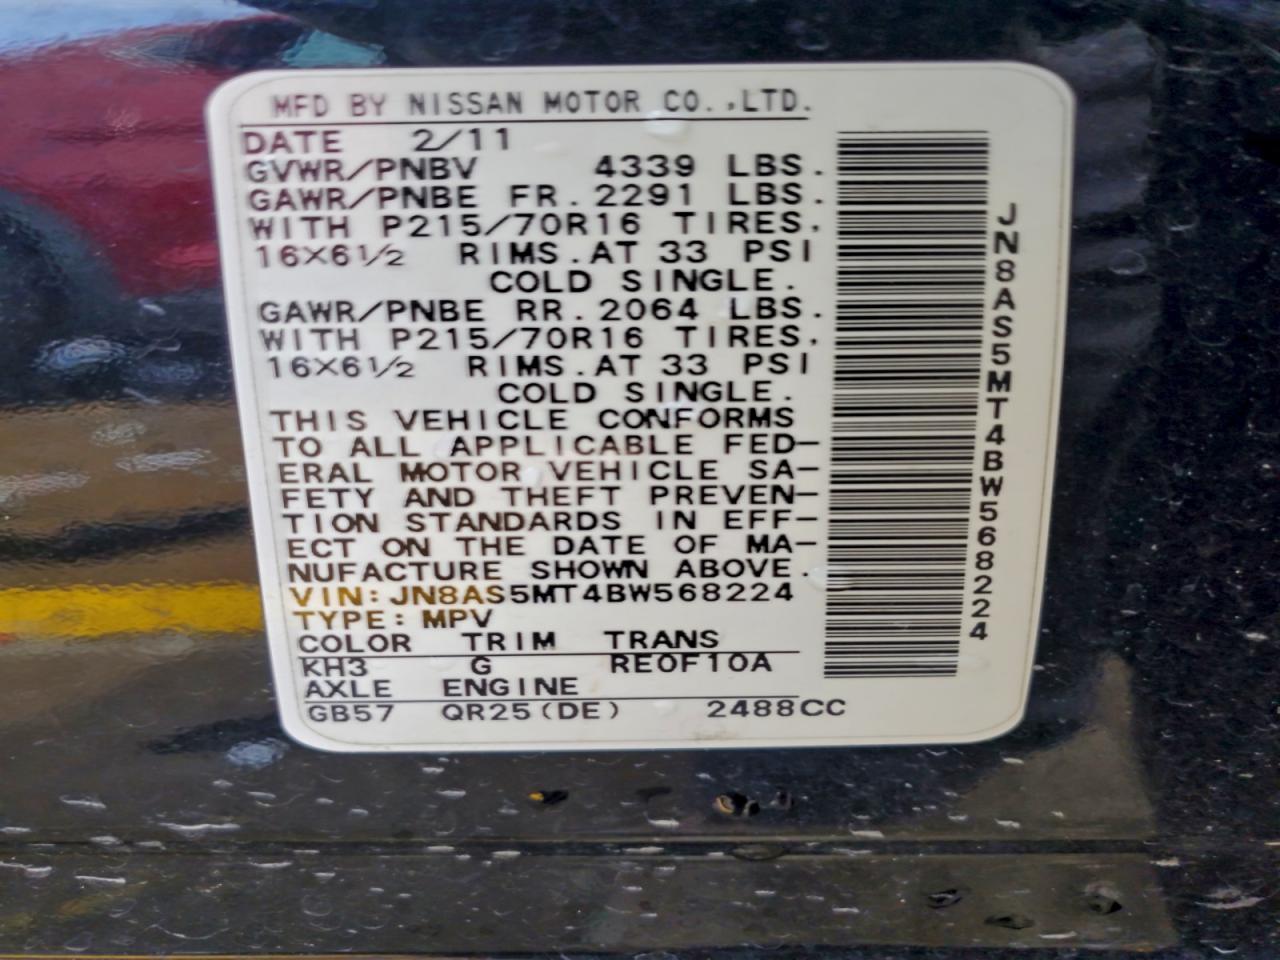 MFD BY NISSAN MOTOR CO.,LTD.
DATE 2/11
GVWR/PNBV 4339 LBS.
GAWR/PNBE FR. 2291 LBS.
WITH P215/70R16 TIRES.
16X6½ RIMS. AT 33 PSI
COLD SINGLE.
GAWR/PNBE RR. 2064 LBS.
WITH P215/70R16 TIRES.
16X6½ RIMS. AT 33 PSI
COLD SINGLE.
THIS VEHICLE CONFORMS
TO ALL APPLICABLE FED-
ERAL MOTOR VEHICLE SA-
FETY AND THEFT PREVEN-
TION STANDARDS IN EFF-
ECT ON THE DATE OF MA-
NUFACTURE SHOWN ABOVE.
VIN: JN8AS5MT4BW568224
TYPE: MPV
COLOR TRIM TRANS
KH3 G RE0F10A
AXLE ENGINE
GB57 QR25(DE) 2488CC
JN8AS5MT4BW568224